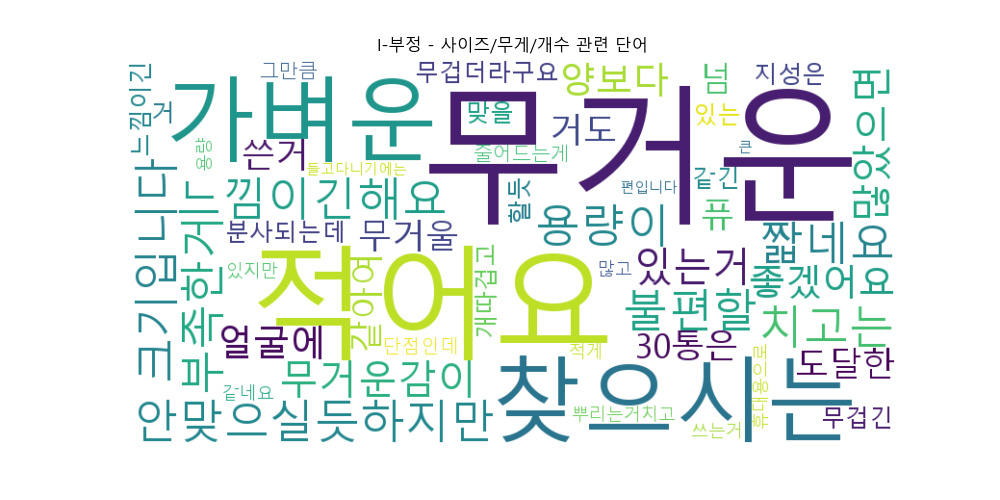 I-부정 - 사이즈/무게/개수 관련 단어
그만큼
무겁더라구요
양보다
넘
지성은
가벼운
무거운
맞을
거도
있는
많았이면
느낌이긴
거
쓴거
용량
줄어드는게
들고다니기에는
큰
같긴
편입니다
낌이긴해요
할듯
퓨
분사되는데
무거울
용량이
짧네요
크기입니다
부족한게
있지만
적어요
같아여
개따겁고
많고
있는거
좋겠어요
불편할
치고는
얼굴에
단점인데
적게
30통은
도달한
같네요
무거운감이
찾으시는
휴대용으로
안맞으실듯하지만
뿌리는거치고
쓰는거
무겁긴